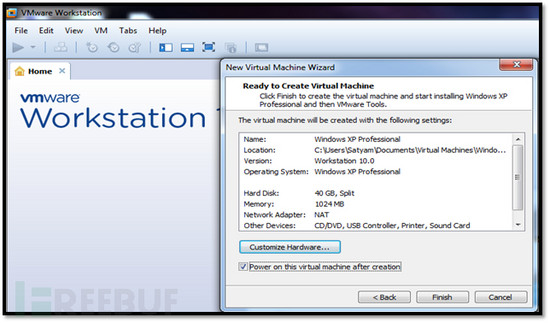 VMware Workstation
File Edit View VM Tabs Help
Home
vmware
Workstation
New Virtual Machine Wizard
Ready to Create Virtual Machine
Click Finish to create the virtual machine and start installing Windows XP
Professional and then VMware Tools.
The virtual machine will be created with the following settings:
Name: Windows XP Professional
Location: C:\Users\Satyam\Documents\Virtual Machines\Windo...
Version: Workstation 10.0
Operating System: Windows XP Professional
Hard Disk: 40 GB, Split
Memory: 1024 MB
Network Adapter: NAT
Other Devices: CD/DVD, USB Controller, Printer, Sound Card
Customize Hardware...
Power on this virtual machine after creation
< Back Finish Cancel
REEBUF